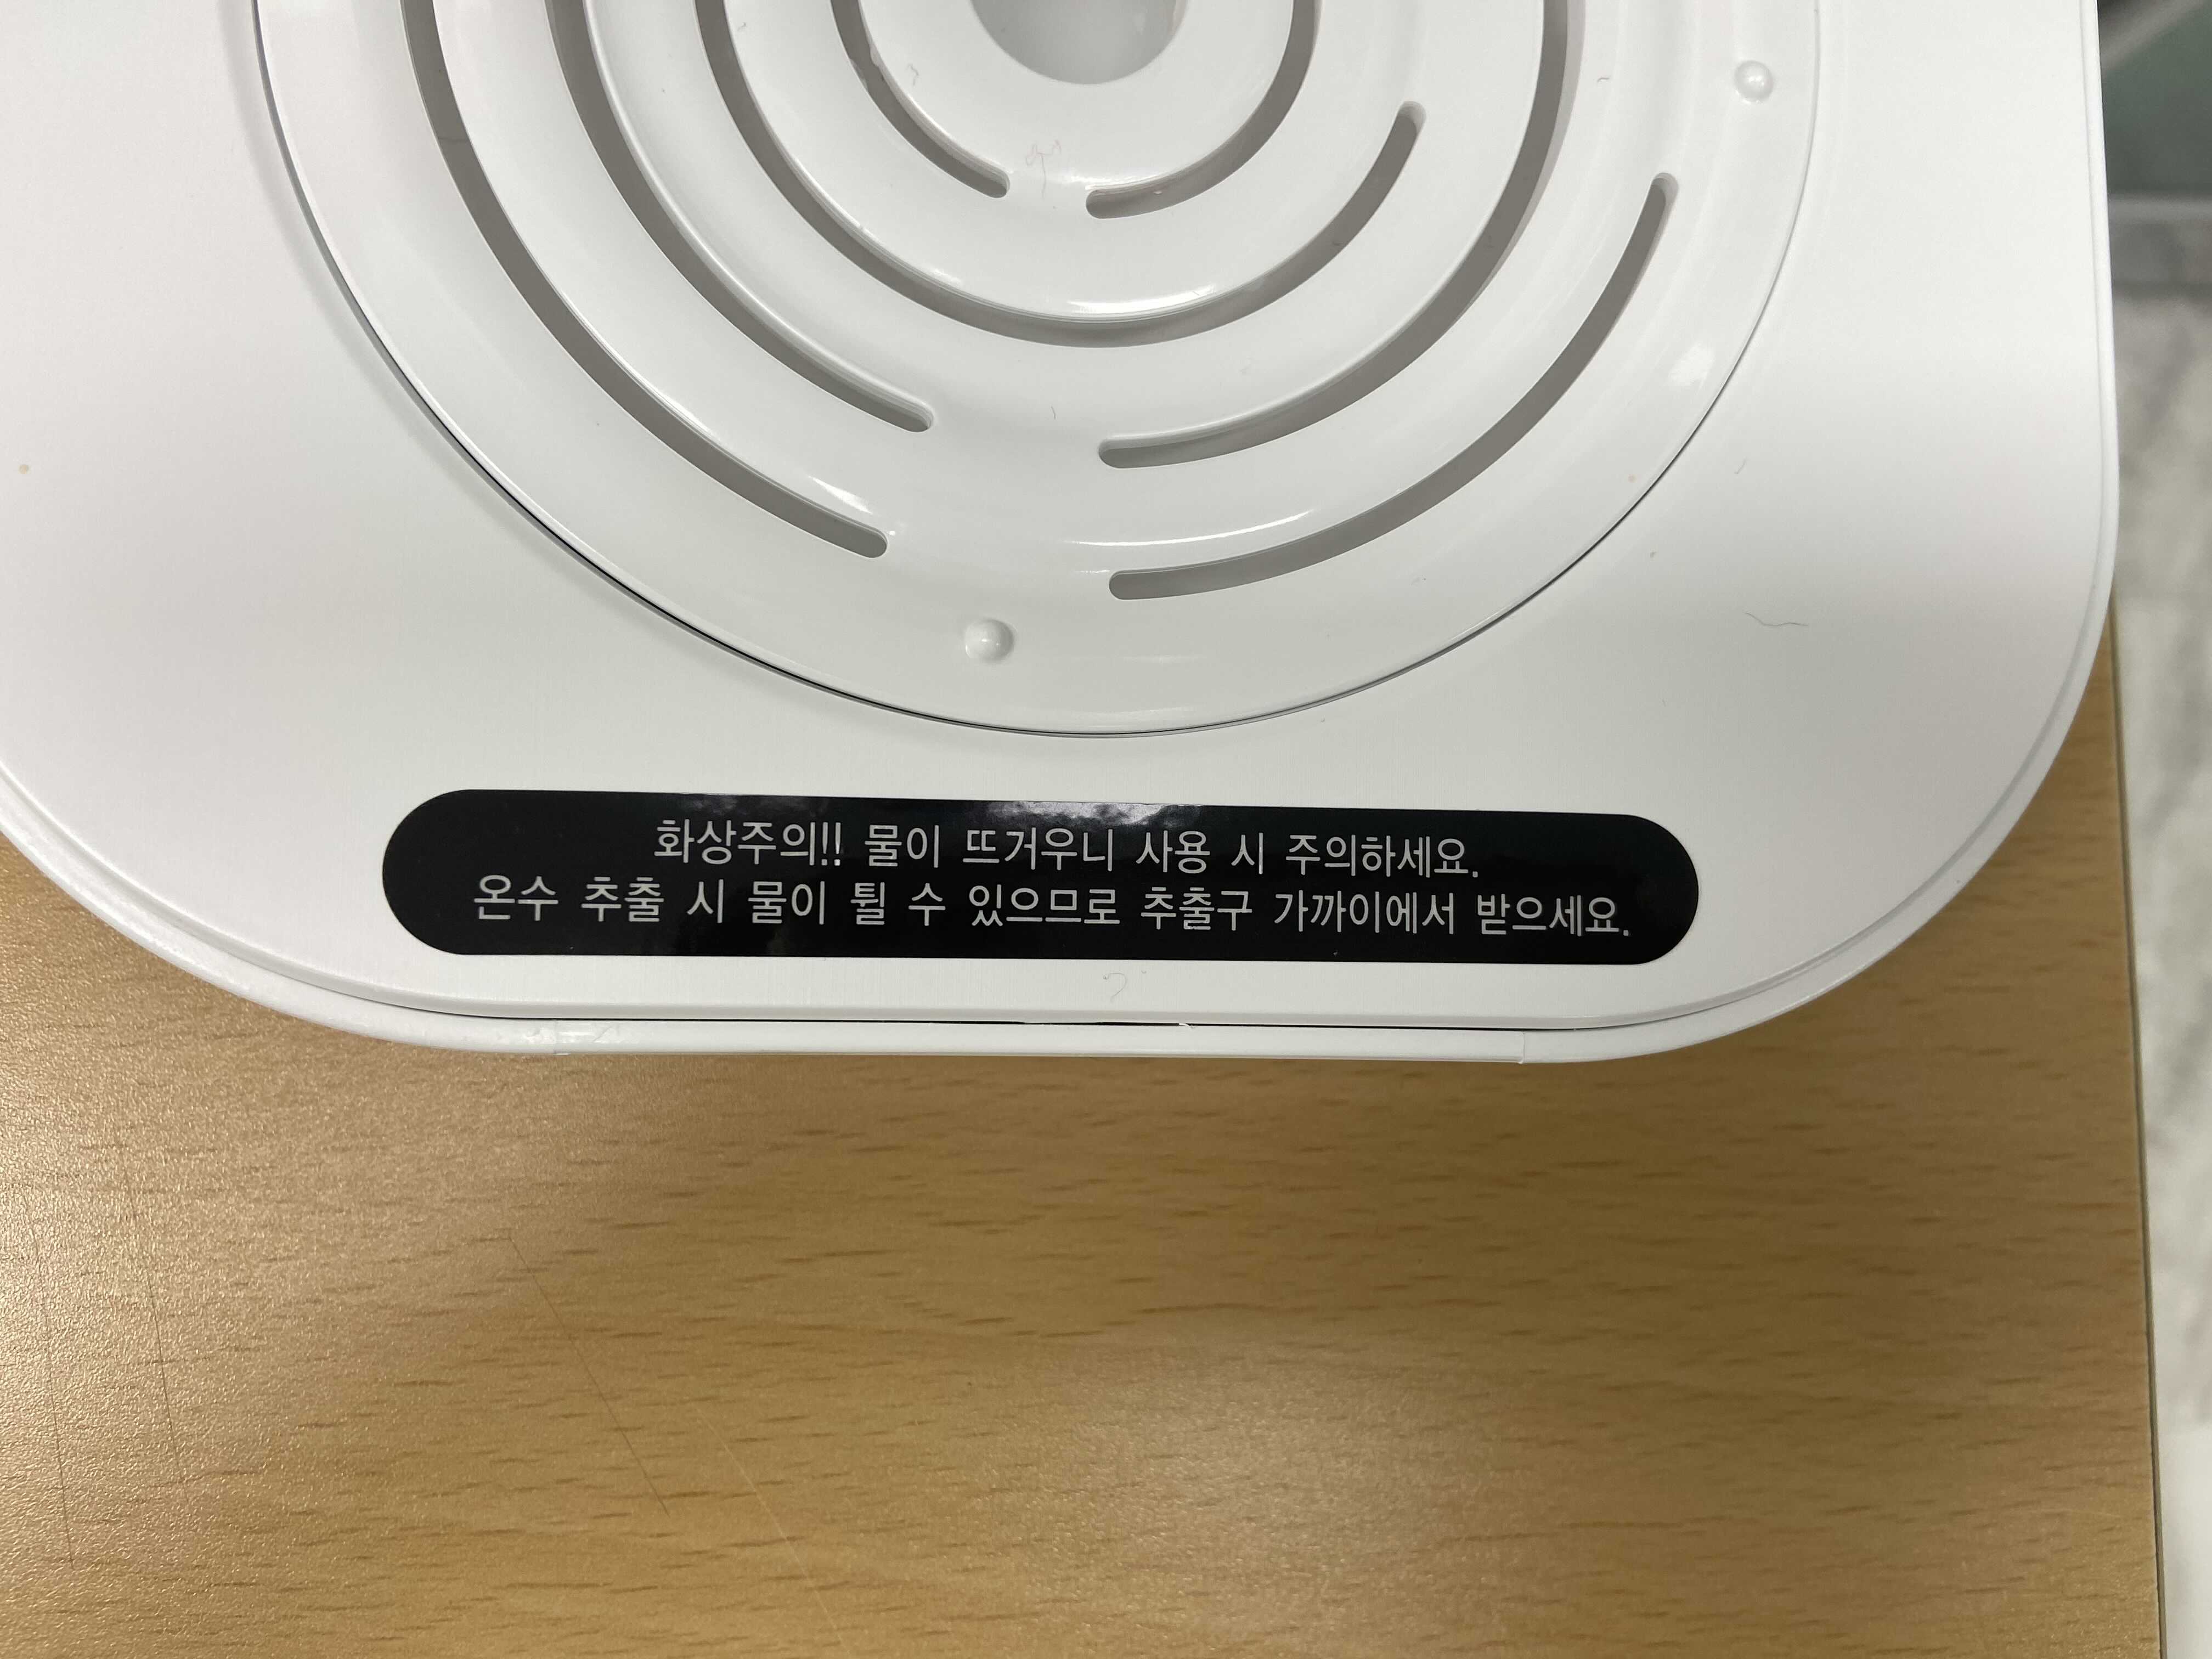 화상주의!! 물이 뜨거우니 사용 시 주의하세요.
온수 추출 시 물이 튈 수 있으므로 추출구 가까이에서 받으세요.